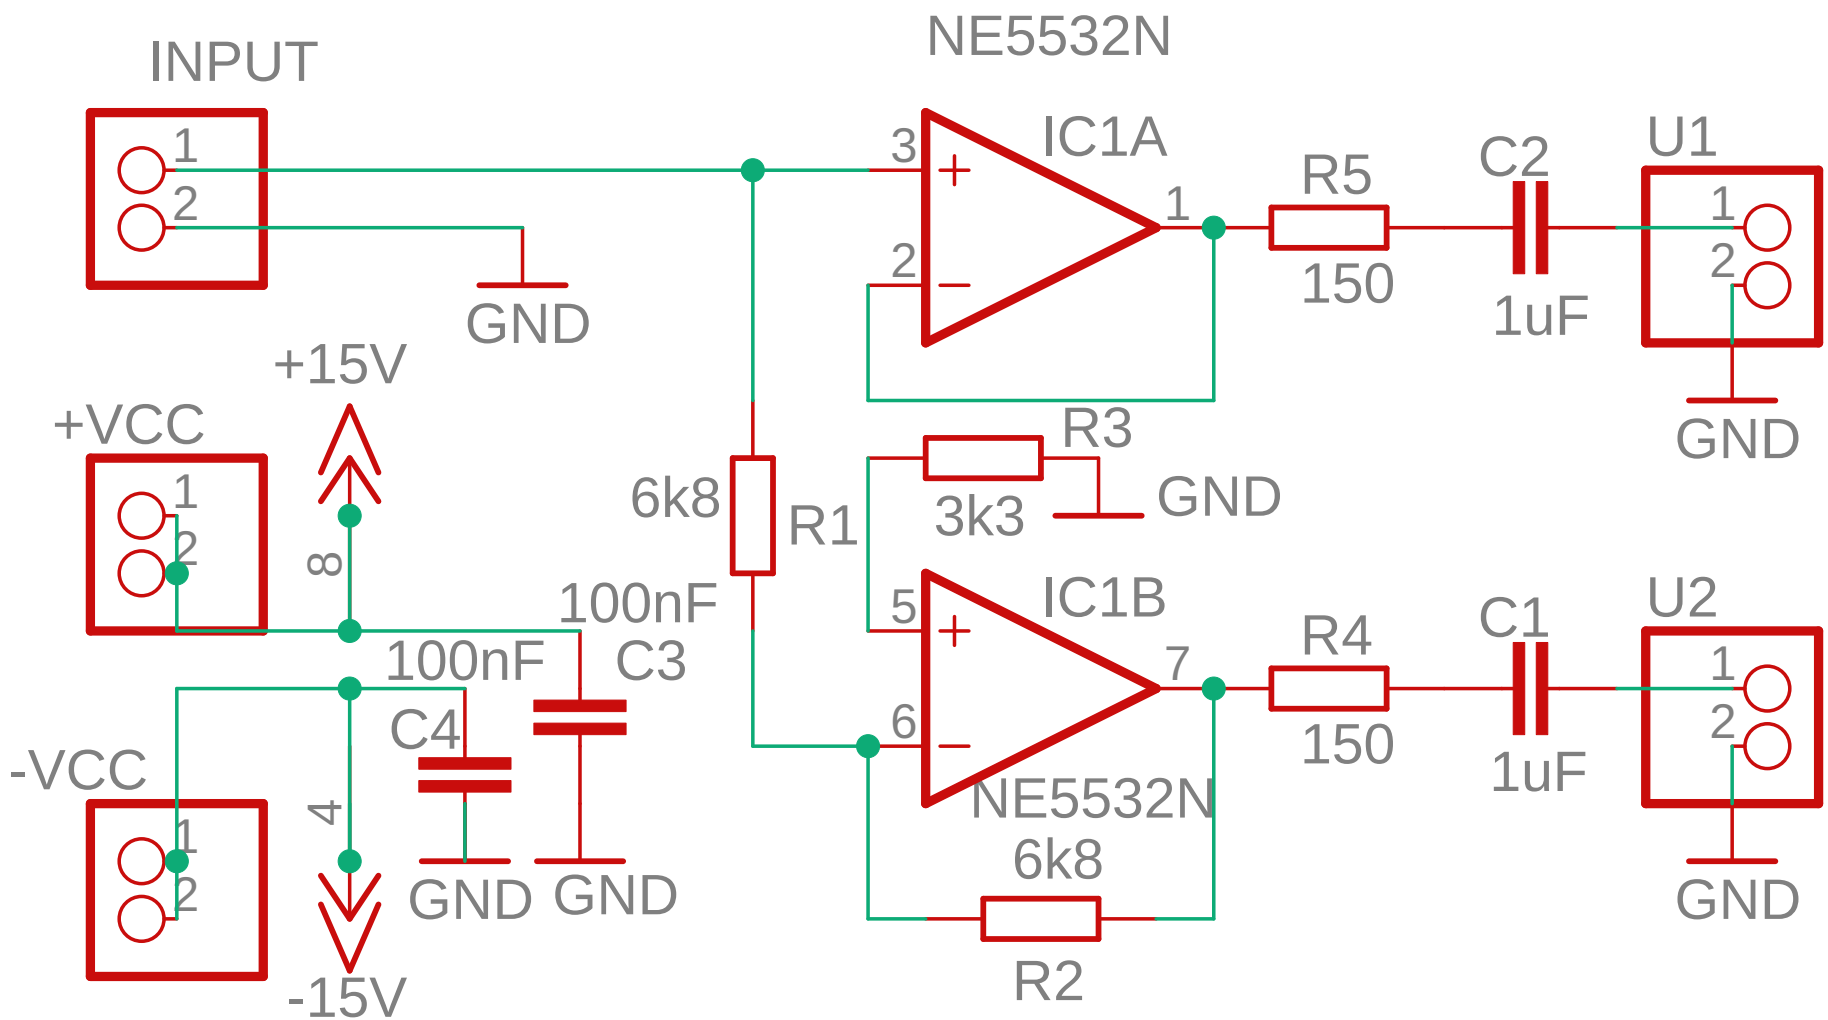 NE5532N
INPUT
IC1A
1
2
3
2
1
R5
150
C2
1uF
U1
1
2
GND
GND
+15V
+VCC
1
2
8
R3
3k3
GND
6k8
R1
100nF
C3
100nF
C4
IC1B
5
6
7
R4
150
C1
1uF
U2
1
2
GND
-VCC
1
2
4
-15V
GND
GND
NE5532N
6k8
R2